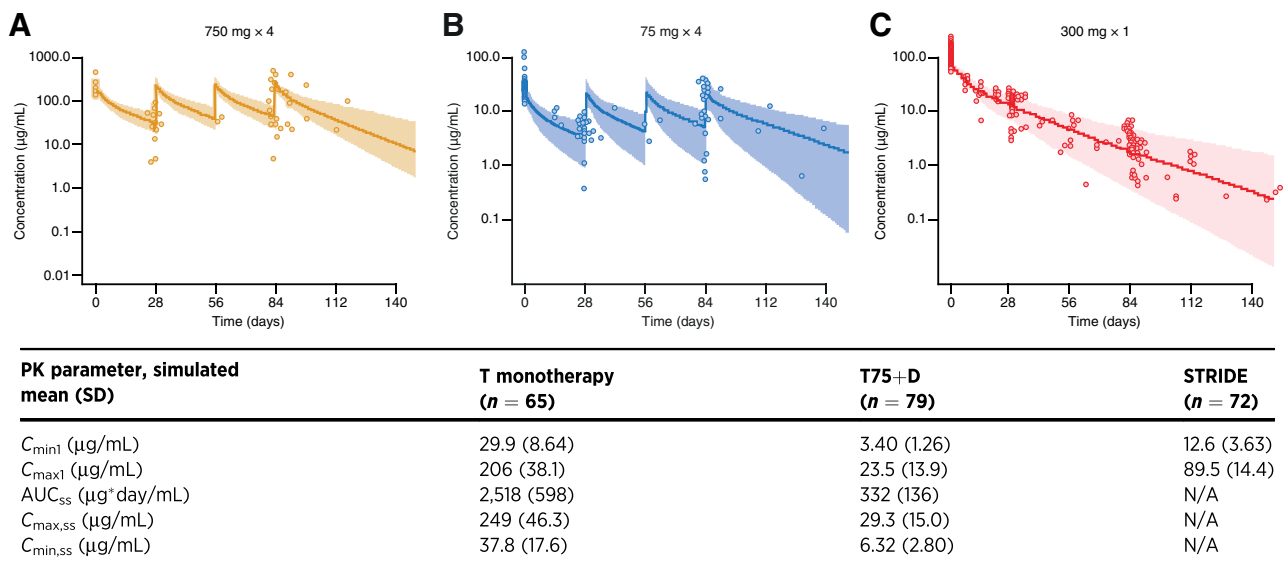 A
750 mg × 4
1000.0
100.0
10.0
1.0
0.1
0.01
Concentration (µg/mL)
0 28 56 84 112 140
Time (days)
B
75 mg × 4
100.0
10.0
1.0
0.1
Concentration (µg/mL)
0 28 56 84 112 140
Time (days)
C
300 mg × 1
100.0
10.0
1.0
0.1
Concentration (µg/mL)
0 28 56 84 112 140
Time (days)
PK parameter, simulated
mean (SD)
T monotherapy
(n = 65)
T75+D
(n = 79)
STRIDE
(n = 72)
Cmin1 (µg/mL) 29.9 (8.64) 3.40 (1.26) 12.6 (3.63)
Cmax1 (µg/mL) 206 (38.1) 23.5 (13.9) 89.5 (14.4)
AUCss (µg*day/mL) 2,518 (598) 332 (136) N/A
Cmax,ss (µg/mL) 249 (46.3) 29.3 (15.0) N/A
Cmin,ss (µg/mL) 37.8 (17.6) 6.32 (2.80) N/A